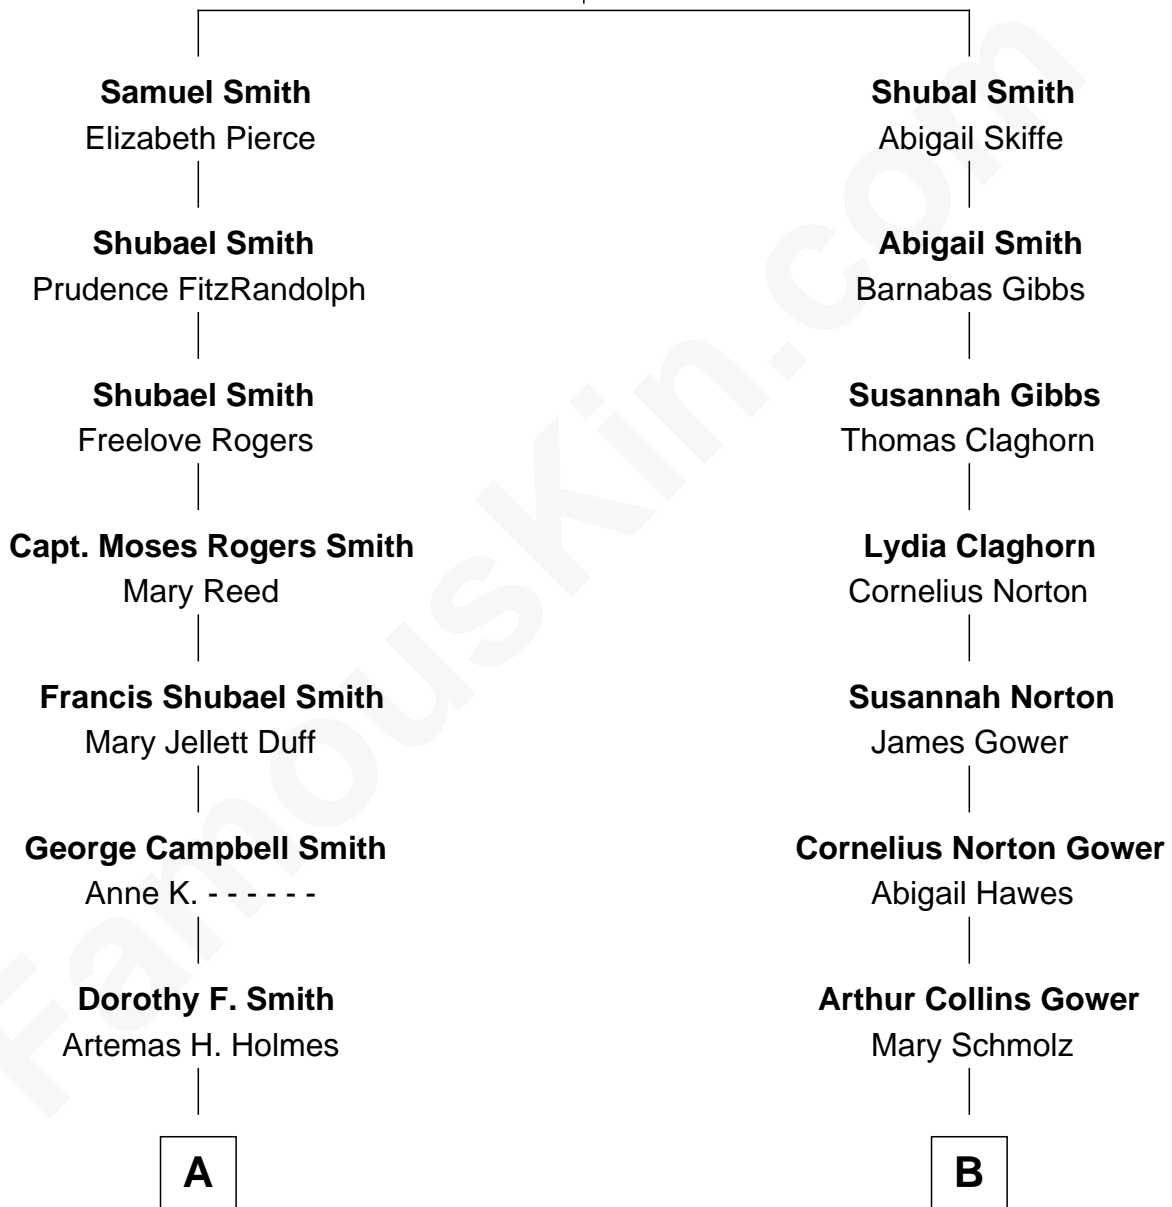 Samuel Smith
Elizabeth Pierce
Shubael Smith
Prudence FitzRandolph
Shubael Smith
Freelove Rogers
Capt. Moses Rogers Smith
Mary Reed
Francis Shubael Smith
Mary Jellett Duff
George Campbell Smith
Anne K. - - - - - -
Dorothy F. Smith
Artemas H. Holmes
A
Shubal Smith
Abigail Skiffe
Abigail Smith
Barnabas Gibbs
Susannah Gibbs
Thomas Claghorn
Lydia Claghorn
Cornelius Norton
Susannah Norton
James Gower
Cornelius Norton Gower
Abigail Hawes
Arthur Collins Gower
Mary Schmolz
B
FamousKin.com